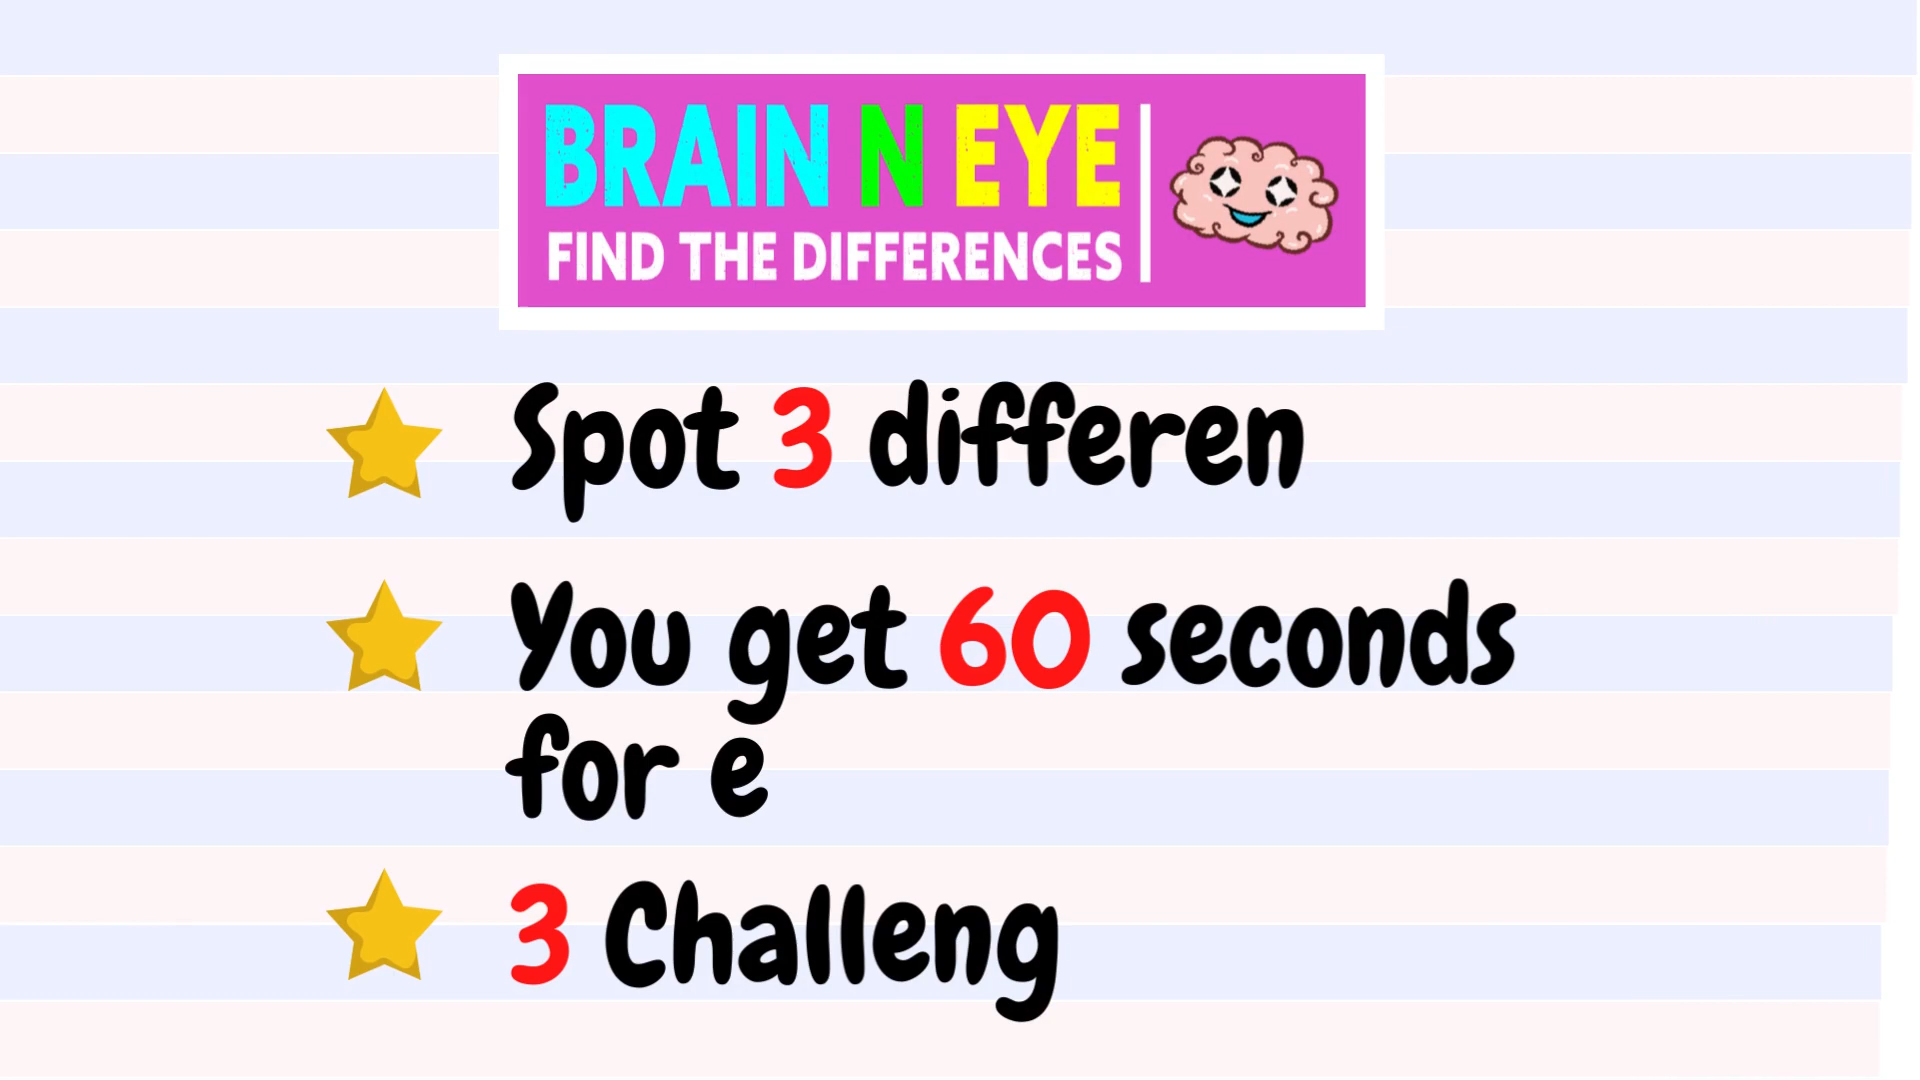 BRAIN N EYE
FIND THE DIFFERENCES
Spot 3 differen
You get 60 seconds
for e
3 Challeng